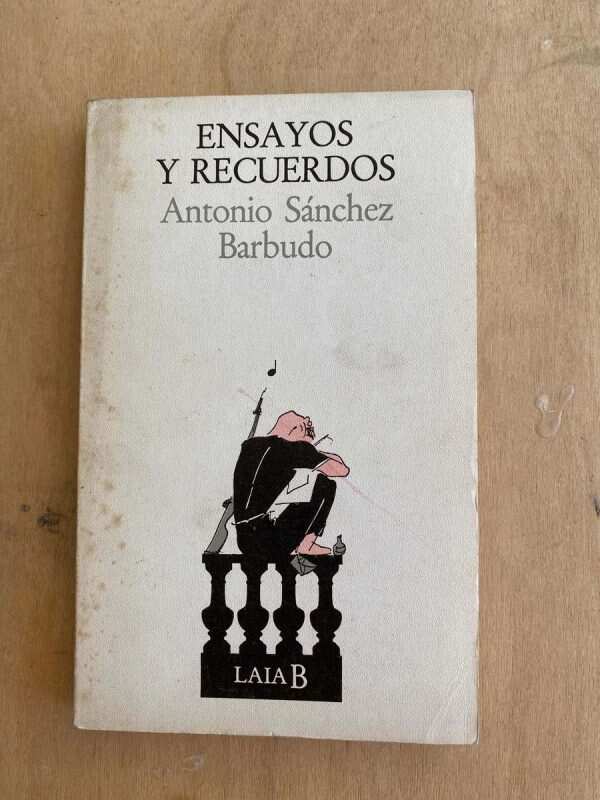 ENSAYOS
Y RECUERDOS
Antonio Sánchez
Barbudo
LAIA B